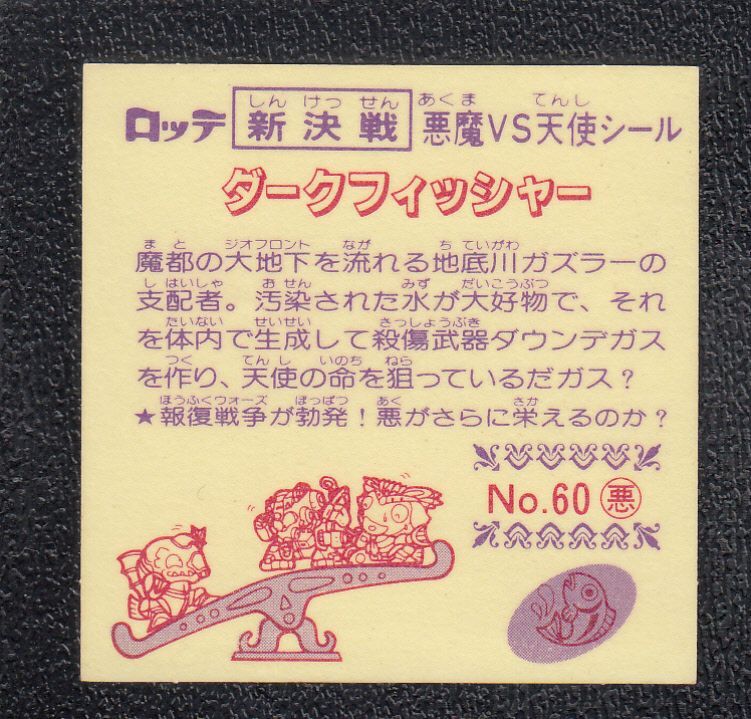 ロッテ 新決戦 悪魔VS天使シール
しん けっ せん あくま てんし
ダークフィッシャー
ま と ジオフロント なが ち ていがわ
魔都の大地下を流れる地底川ガズラーの
し はいしゃ お せん みず だいこうぶつ
支配者。汚染された水が大好物で、それ
たいない せいせい さっしょうぶき
を体内で生成して殺傷武器ダウンデガス
つく てん し いのち ねら
を作り、天使の命を狙っているだガス?
ほうふくウォーズ ぼっぱつ あく さか
★報復戦争が勃発!悪がさらに栄えるのか?
No.60 悪